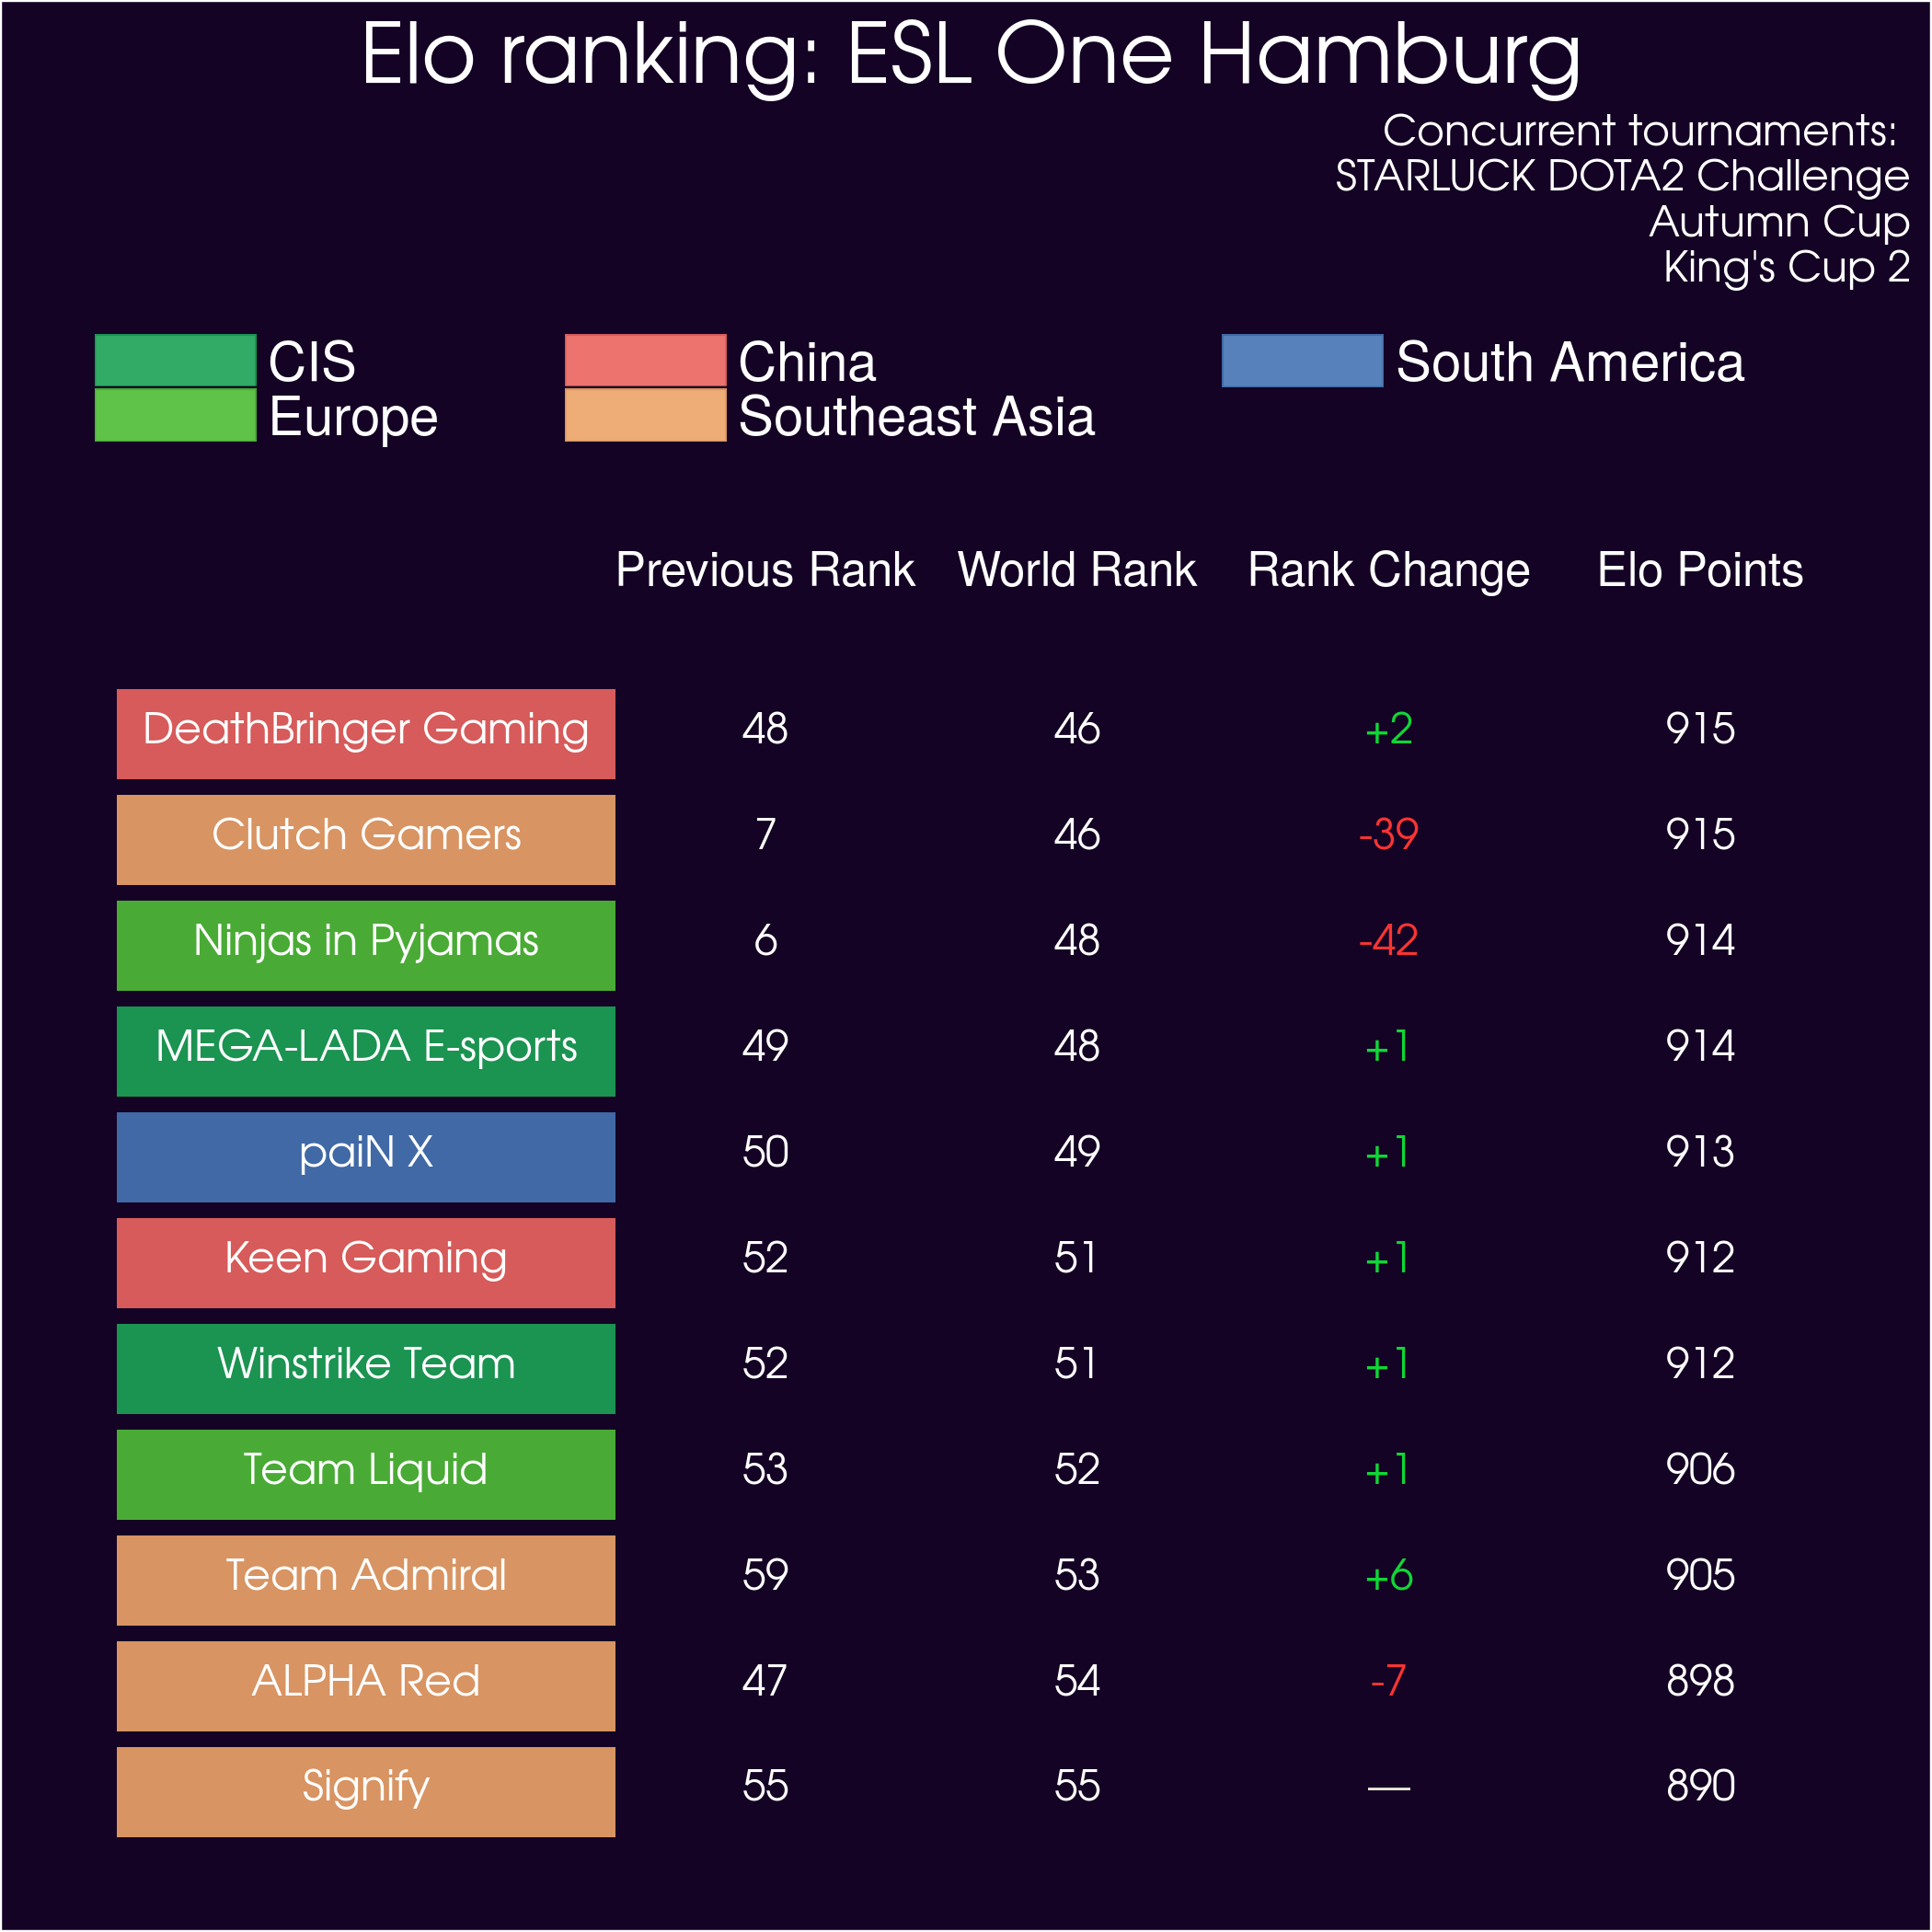 Elo ranking: ESL One Hamburg
Concurrent tournaments:
STARLUCK DOTA2 Challenge
Autumn Cup
King's Cup 2
CIS China South America
Europe Southeast Asia
Previous Rank World Rank Rank Change Elo Points
DeathBringer Gaming 48 46 +2 915
Clutch Gamers 7 46 -39 915
Ninjas in Pyjamas 6 48 -42 914
MEGA-LADA E-sports 49 48 +1 914
paiN X 50 49 +1 913
Keen Gaming 52 51 +1 912
Winstrike Team 52 51 +1 912
Team Liquid 53 52 +1 906
Team Admiral 59 53 +6 905
ALPHA Red 47 54 -7 898
Signify 55 55 — 890